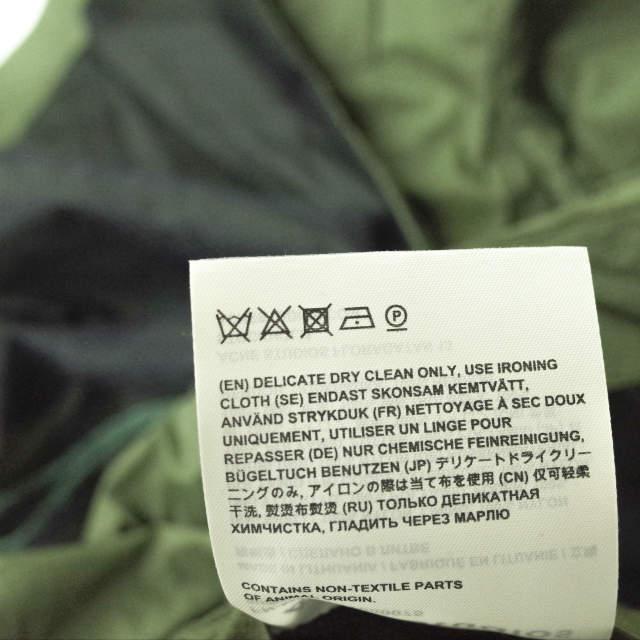 P
(EN) DELICATE DRY CLEAN ONLY, USE IRONING
CLOTH (SE) ENDAST SKONSAM KEMTVÄTT,
ANVÄND STRYKDUK (FR) NETTOYAGE À SEC DOUX
UNIQUEMENT, UTILISER UN LINGE POUR
REPASSER (DE) NUR CHEMISCHE FEINREINIGUNG,
BÜGELTUCH BENUTZEN (JP) デリケートドライクリー
ニングのみ, アイロンの際は当て布を使用 (CN) 仅可轻柔
干洗, 熨烫布熨烫 (RU) ТОЛЬКО ДЕЛИКАТНАЯ
ХИМЧИСТКА, ГЛАДИТЬ ЧЕРЕЗ МАРЛЮ
CONTAINS NON-TEXTILE PARTS
OF ANIMAL ORIGIN.